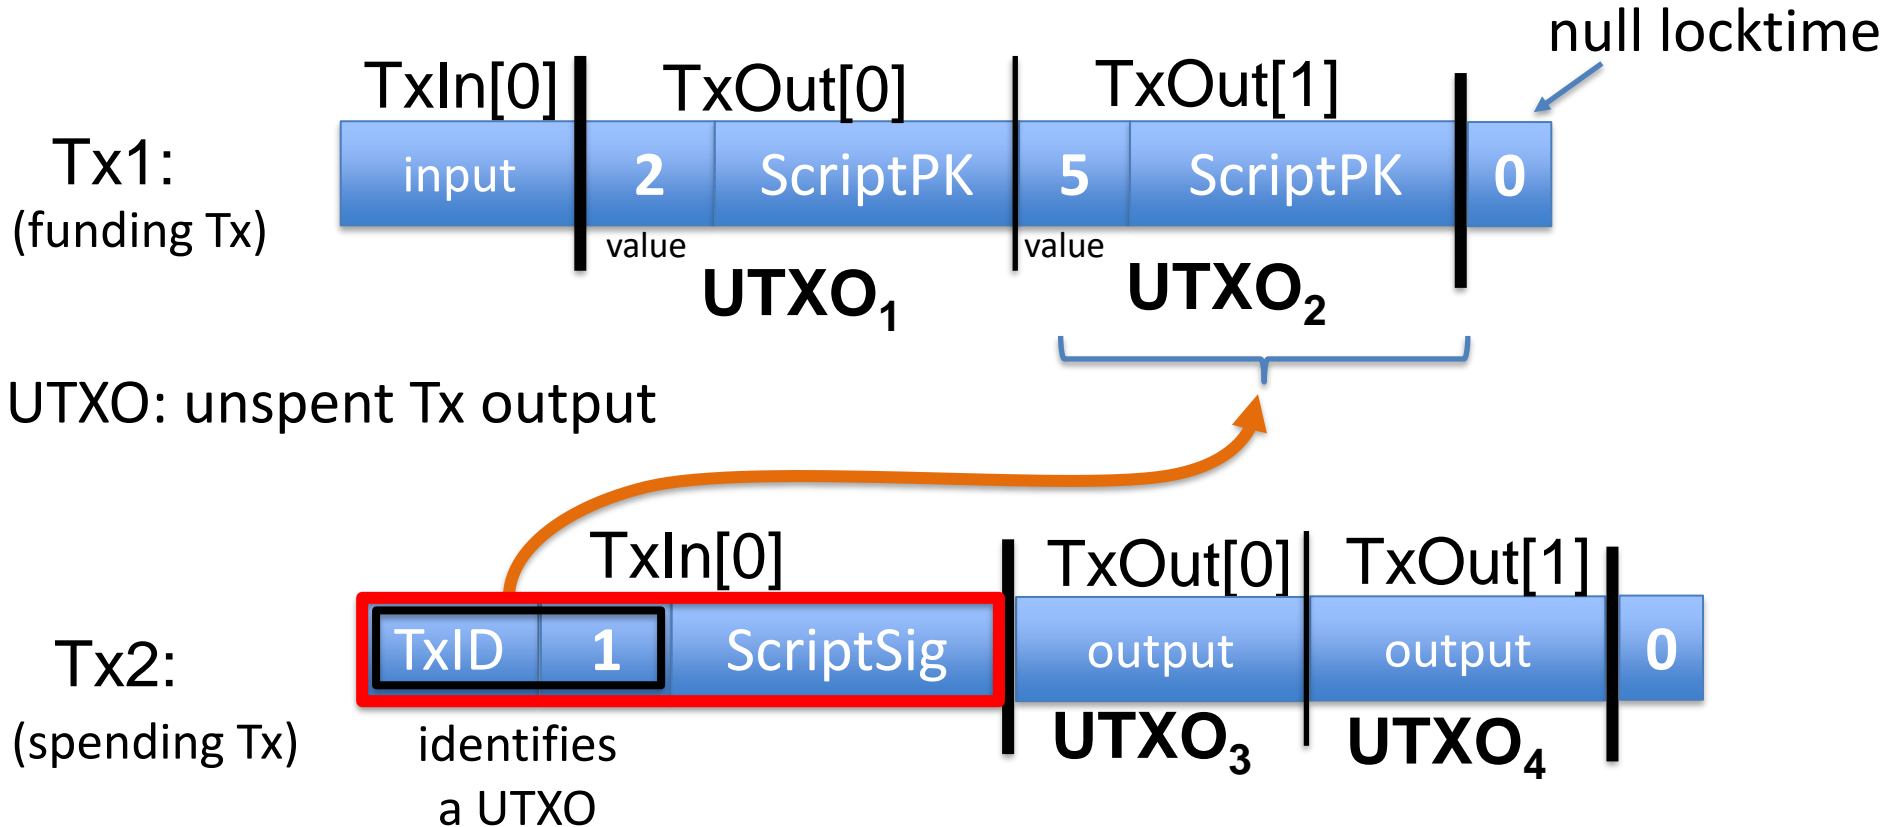 null locktime
TxIn[0] TxOut[0] TxOut[1]
Tx1: input 2 ScriptPK 5 ScriptPK 0
(funding Tx) value value
UTXO1 UTXO2
UTXO: unspent Tx output
TxIn[0] TxOut[0] TxOut[1]
Tx2: TxID 1 ScriptSig output output 0
(spending Tx) identifies UTXO3 UTXO4
a UTXO